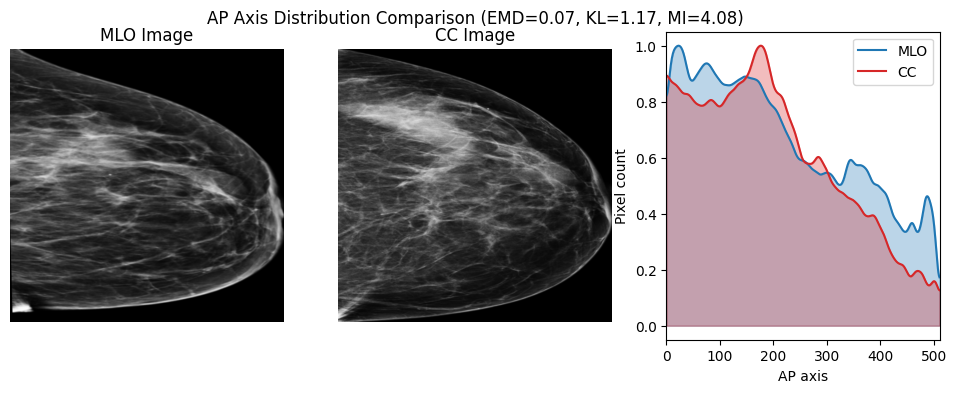 AP Axis Distribution Comparison (EMD=0.07, KL=1.17, MI=4.08)
MLO Image
CC Image
MLO
CC
Pixel count
1.0
0.8
0.6
0.4
0.2
0.0
0 100 200 300 400 500
AP axis